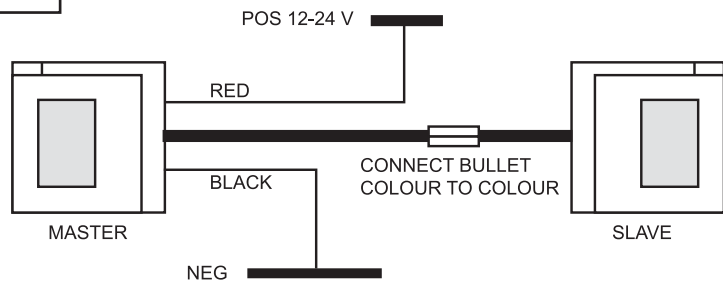 POS 12-24 V
RED
CONNECT BULLET
COLOUR TO COLOUR
BLACK
MASTER
SLAVE
NEG